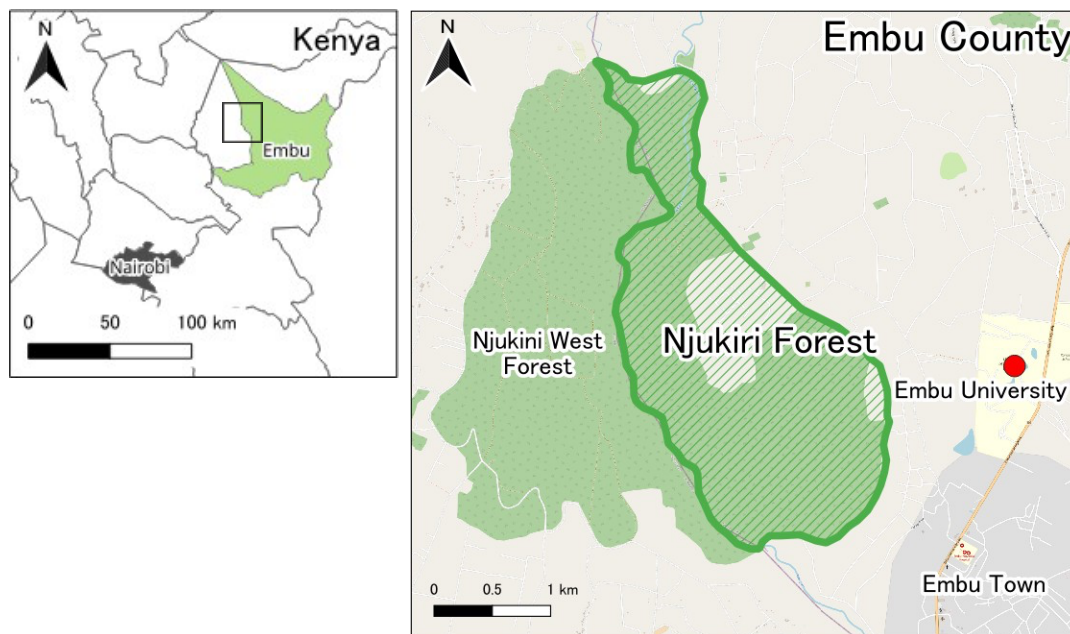 N
Kenya
Embu
Nairobi
0 50 100 km
N
Embu County
Njukini West
Forest
Njukiri Forest
Embu University
Embu Town
0 0.5 1 km